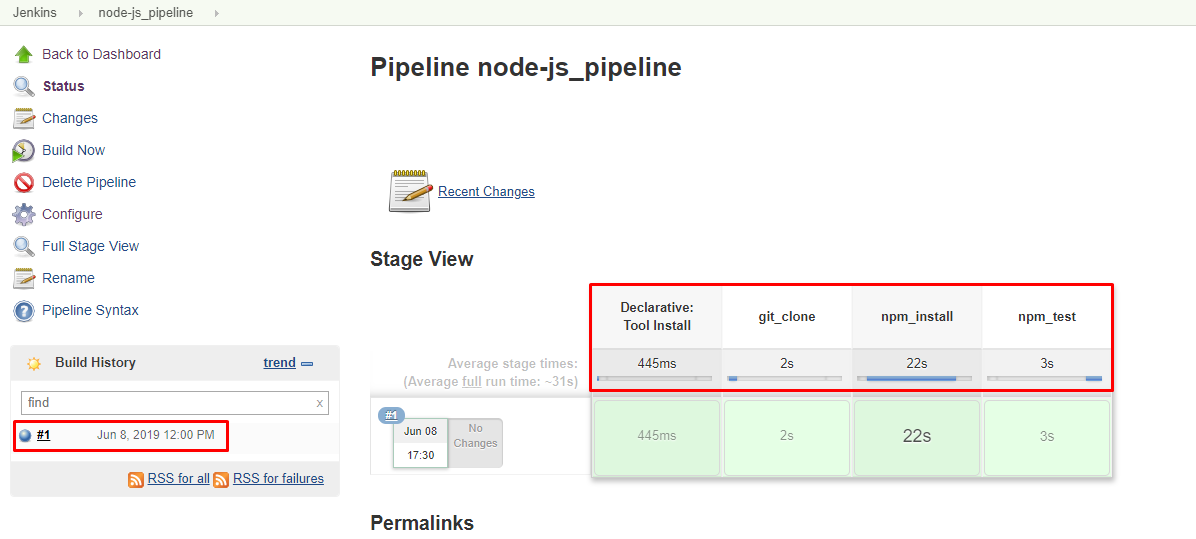 Jenkins
node-js_pipeline
Back to Dashboard
Status
Changes
Build Now
Delete Pipeline
Configure
Full Stage View
Rename
Pipeline Syntax
Build History
trend
find
x
#1
Jun 8, 2019 12:00 PM
RSS for all
RSS for failures
Pipeline node-js_pipeline
Recent Changes
Stage View
Declarative:
Tool Install
git_clone
npm_install
npm_test
Average stage times:
(Average full run time: ~31s)
445ms
2s
22s
3s
#1
Jun 08
17:30
No
Changes
445ms
2s
22s
3s
Permalinks